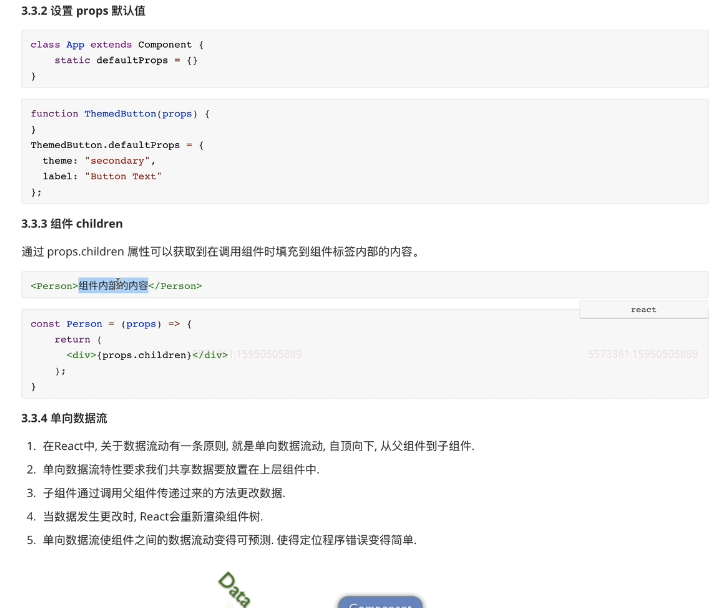 3.3.2 设置 props 默认值
class App extends Component {
    static defaultProps = {}
}
function ThemedButton(props) {
}
ThemedButton.defaultProps = {
  theme: "secondary",
  label: "Button Text"
};
3.3.3 组件 children
通过 props.children 属性可以获取到在调用组件时填充到组件标签内部的内容。
<Person>组件内部的内容</Person>
react
const Person = (props) => {
    return (
      <div>{props.children}</div>
5573361:15950505889
    );
}
3.3.4 单向数据流
1. 在React中, 关于数据流动有一条原则, 就是单向数据流动, 自顶向下, 从父组件到子组件.
2. 单向数据流特性要求我们共享数据要放置在上层组件中.
3. 子组件通过调用父组件传递过来的方法更改数据.
4. 当数据发生更改时, React会重新渲染组件树.
5. 单向数据流使组件之间的数据流动变得可预测. 使得定位程序错误变得简单.
Data
Component